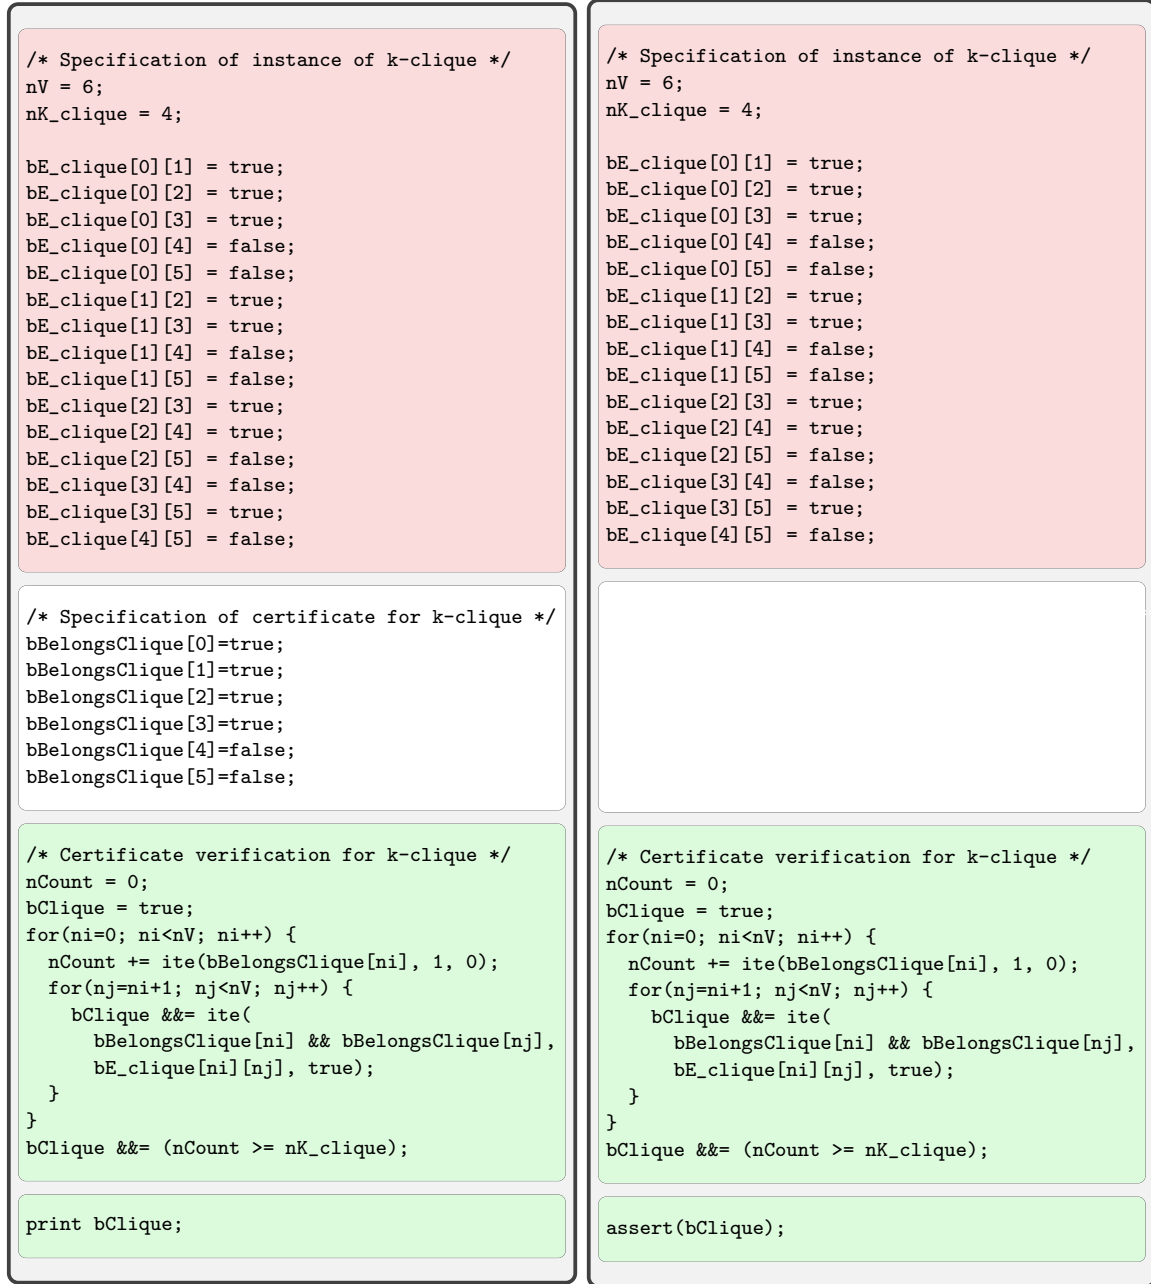 /* Specification of instance of k-clique */
nV = 6;
nK_clique = 4;
bE_clique[0][1] = true;
bE_clique[0][2] = true;
bE_clique[0][3] = true;
bE_clique[0][4] = false;
bE_clique[0][5] = false;
bE_clique[1][2] = true;
bE_clique[1][3] = true;
bE_clique[1][4] = false;
bE_clique[1][5] = false;
bE_clique[2][3] = true;
bE_clique[2][4] = true;
bE_clique[2][5] = false;
bE_clique[3][4] = false;
bE_clique[3][5] = true;
bE_clique[4][5] = false;
/* Specification of certificate for k-clique */
bBelongsClique[0]=true;
bBelongsClique[1]=true;
bBelongsClique[2]=true;
bBelongsClique[3]=true;
bBelongsClique[4]=false;
bBelongsClique[5]=false;
/* Certificate verification for k-clique */
nCount = 0;
bClique = true;
for(ni=0; ni<nV; ni++) {
  nCount += ite(bBelongsClique[ni], 1, 0);
  for(nj=ni+1; nj<nV; nj++) {
    bClique &&= ite(
      bBelongsClique[ni] && bBelongsClique[nj],
      bE_clique[ni][nj], true);
  }
}
bClique &&= (nCount >= nK_clique);
print bClique;
/* Specification of instance of k-clique */
nV = 6;
nK_clique = 4;
bE_clique[0][1] = true;
bE_clique[0][2] = true;
bE_clique[0][3] = true;
bE_clique[0][4] = false;
bE_clique[0][5] = false;
bE_clique[1][2] = true;
bE_clique[1][3] = true;
bE_clique[1][4] = false;
bE_clique[1][5] = false;
bE_clique[2][3] = true;
bE_clique[2][4] = true;
bE_clique[2][5] = false;
bE_clique[3][4] = false;
bE_clique[3][5] = true;
bE_clique[4][5] = false;
/* Certificate verification for k-clique */
nCount = 0;
bClique = true;
for(ni=0; ni<nV; ni++) {
  nCount += ite(bBelongsClique[ni], 1, 0);
  for(nj=ni+1; nj<nV; nj++) {
    bClique &&= ite(
      bBelongsClique[ni] && bBelongsClique[nj],
      bE_clique[ni][nj], true);
  }
}
bClique &&= (nCount >= nK_clique);
assert(bClique);